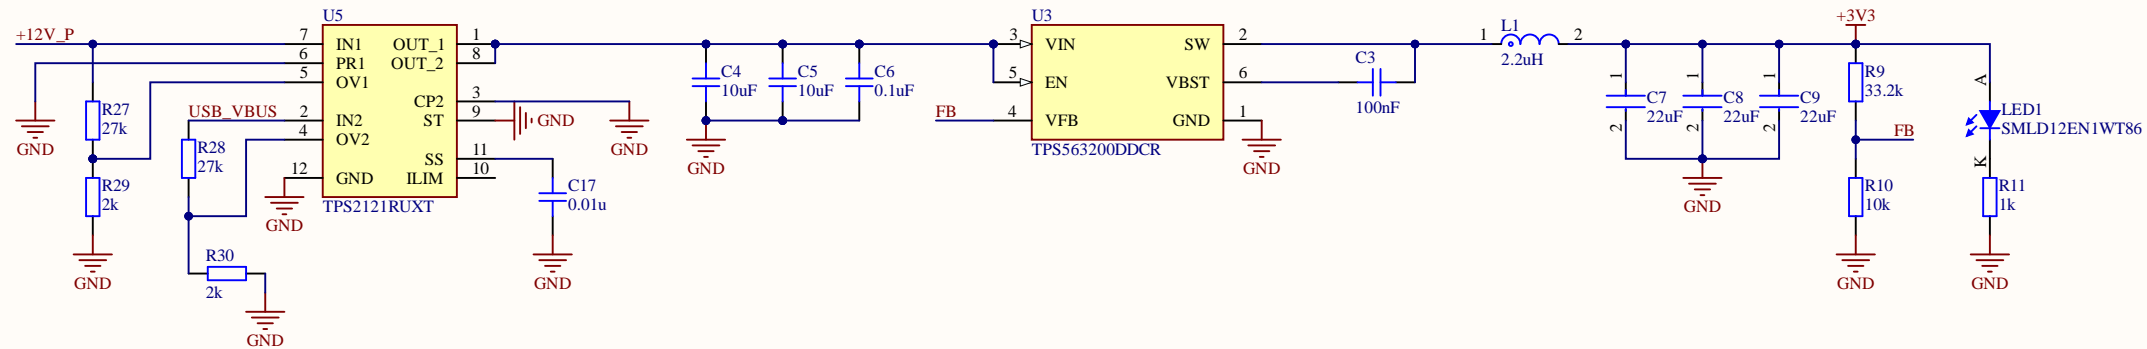 +12V_P
R27
27k
R29
2k
GND
GND
USB_VBUS
R28
27k
R30
2k
GND
GND
U5
7
6
5
2
4
12
IN1
PR1
OV1
IN2
OV2
GND
OUT_1
OUT_2
CP2
ST
SS
ILIM
1
8
3
9
11
10
TPS2121RUXT
GND
GND
C17
0.01u
GND
C4
10uF
C5
10uF
C6
0.1uF
GND
FB
U3
3
5
4
VIN
EN
VFB
SW
VBST
GND
2
6
1
TPS563200DDCR
GND
C3
100nF
L1
1
2
2.2uH
1
C7
22uF
2
1
C8
22uF
2
1
C9
22uF
2
GND
+3V3
R9
33.2k
FB
R10
10k
GND
A
LED1
SMLD12EN1WT86
K
R11
1k
GND